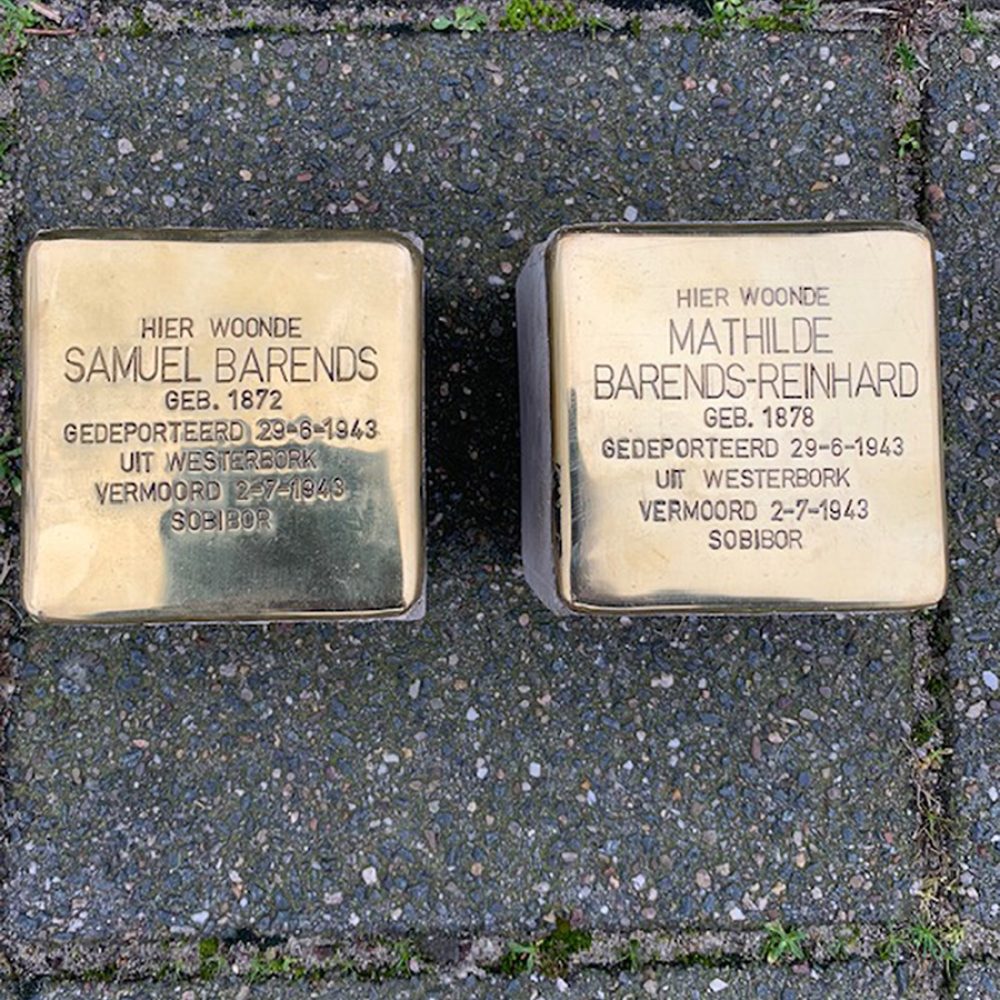 HIER WOONDE
SAMUEL BARENDS
GEB. 1872
GEDEPORTEERD 29-6-1943
UIT WESTERBORK
VERMOORD 2-7-1943
SOBIBOR
HIER WOONDE
MATHILDE
BARENDS-REINHARD
GEB. 1878
GEDEPORTEERD 29-6-1943
UIT WESTERBORK
VERMOORD 2-7-1943
SOBIBOR